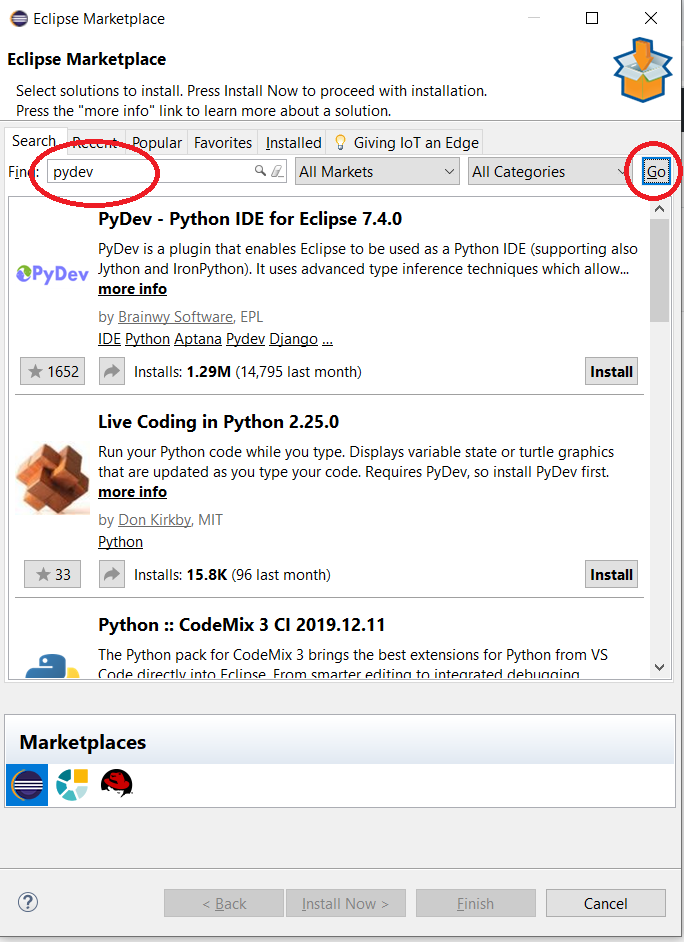 Eclipse Marketplace
Eclipse Marketplace
Select solutions to install. Press Install Now to proceed with installation.
Press the "more info" link to learn more about a solution.
Search Recent Popular Favorites Installed Giving IoT an Edge
Find: pydev All Markets All Categories Go
PyDev - Python IDE for Eclipse 7.4.0
PyDev is a plugin that enables Eclipse to be used as a Python IDE (supporting also
PyDev
Jython and IronPython). It uses advanced type inference techniques which allow...
more info
by Brainwy Software, EPL
IDE Python Aptana Pydev Django ...
1652 Installs: 1.29M (14,795 last month) Install
Live Coding in Python 2.25.0
Run your Python code while you type. Displays variable state or turtle graphics
that are updated as you type your code. Requires PyDev, so install PyDev first.
more info
by Don Kirkby, MIT
Python
33 Installs: 15.8K (96 last month) Install
Python :: CodeMix 3 CI 2019.12.11
The Python pack for CodeMix 3 brings the best extensions for Python from VS
Code directly into Eclipse. From smarter editing to integrated debugging
Marketplaces
? < Back Install Now > Finish Cancel